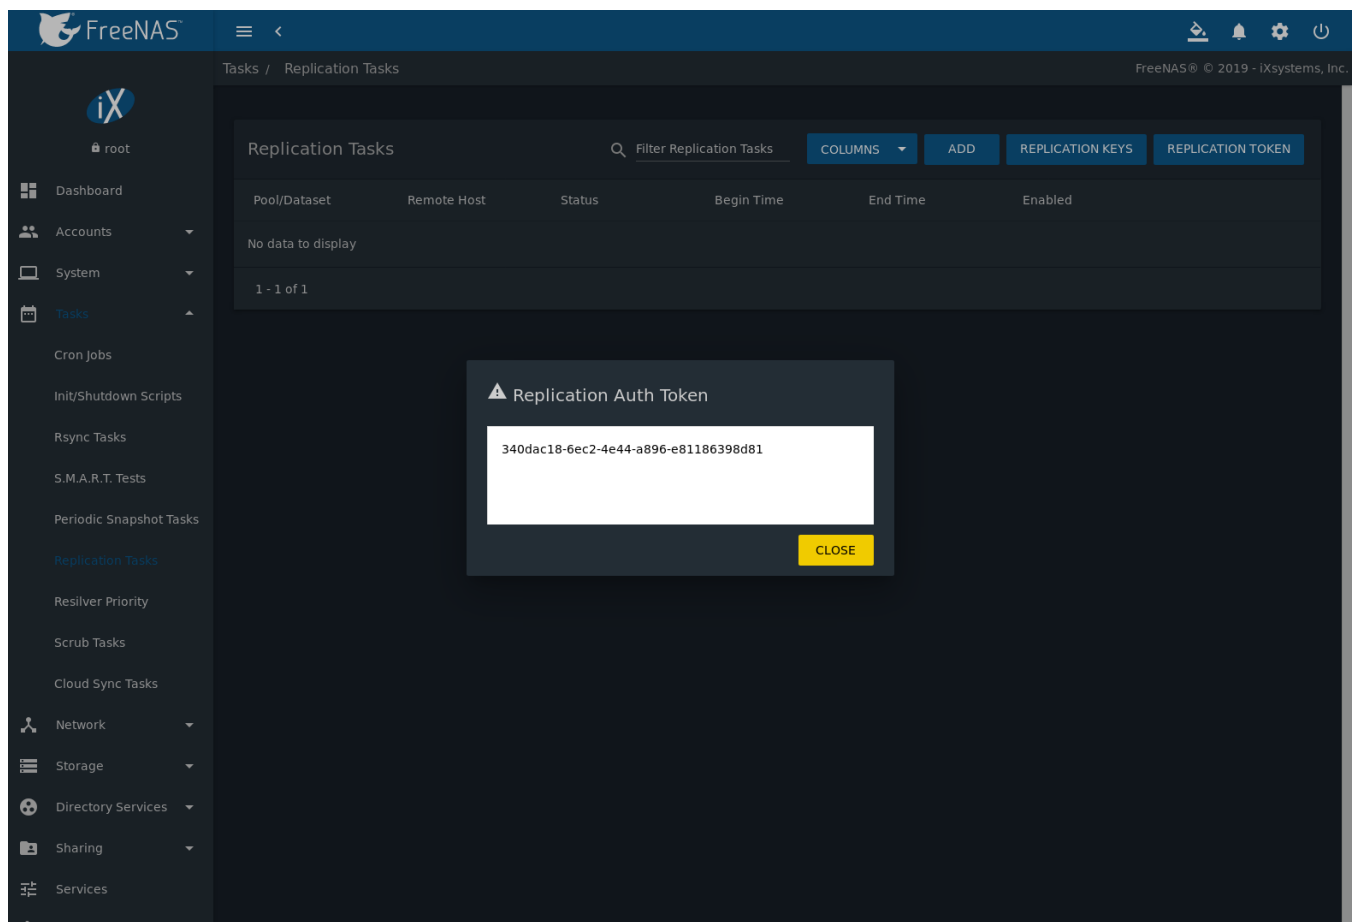 FreeNAS®
Tasks / Replication Tasks
FreeNAS® © 2019 - iXsystems, Inc.
iX
root
Dashboard
Accounts
System
Tasks
Cron Jobs
Init/Shutdown Scripts
Rsync Tasks
S.M.A.R.T. Tests
Periodic Snapshot Tasks
Replication Tasks
Resilver Priority
Scrub Tasks
Cloud Sync Tasks
Network
Storage
Directory Services
Sharing
Services
Replication Tasks
Filter Replication Tasks
COLUMNS
ADD
REPLICATION KEYS
REPLICATION TOKEN
Pool/Dataset Remote Host Status Begin Time End Time Enabled
No data to display
1 - 1 of 1
Replication Auth Token
340dac18-6ec2-4e44-a896-e81186398d81
CLOSE